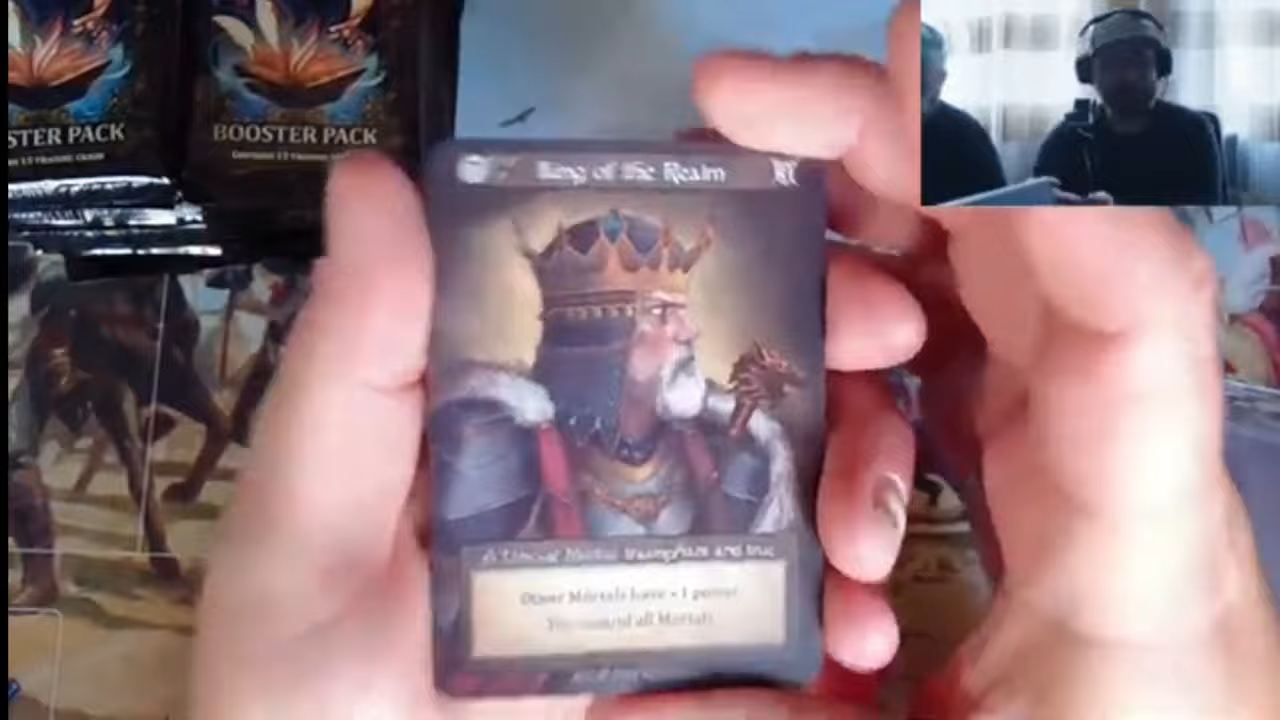 STER PACK
BOOSTER PACK
King of the Realm
A Unique Mortal triumphant and true
Other Mortals have +1 power
You control all Mortals